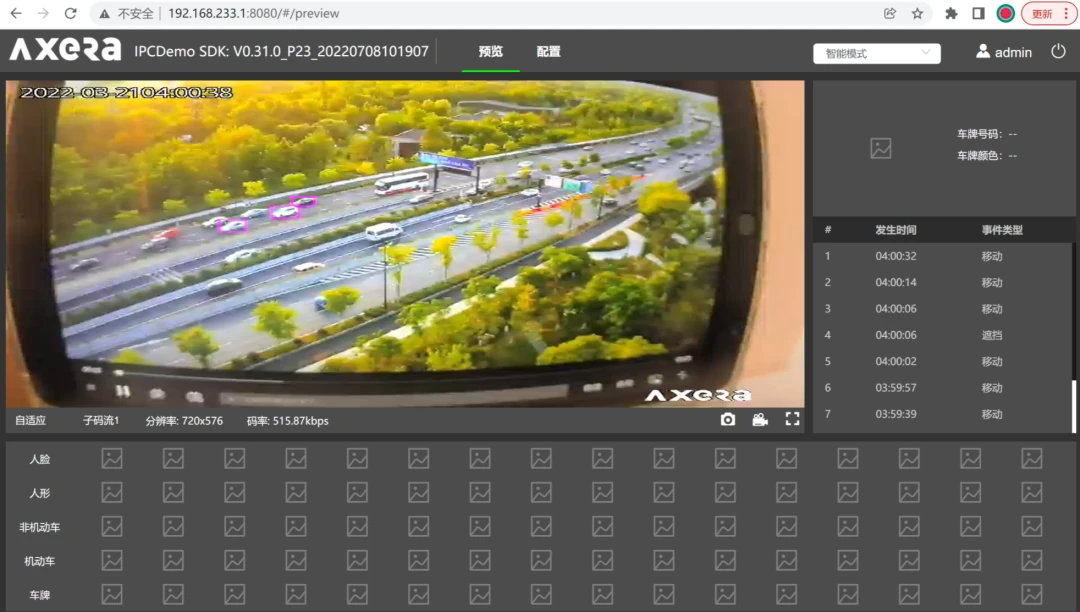 不安全 192.168.233.1:8080/#/preview 更新
AXERA IPCDemo SDK: V0.31.0_P23_20220708101907 预览 配置 智能模式 admin
2022-03-21 04:00:38
AXERA
自适应 子码流1 分辨率: 720x576 码率: 515.87kbps
车牌号码: --
车牌颜色: --
# 发生时间 事件类型
1 04:00:32 移动
2 04:00:14 移动
3 04:00:06 移动
4 04:00:06 遮挡
5 04:00:02 移动
6 03:59:57 移动
7 03:59:39 移动
人脸
人形
非机动车
机动车
车牌